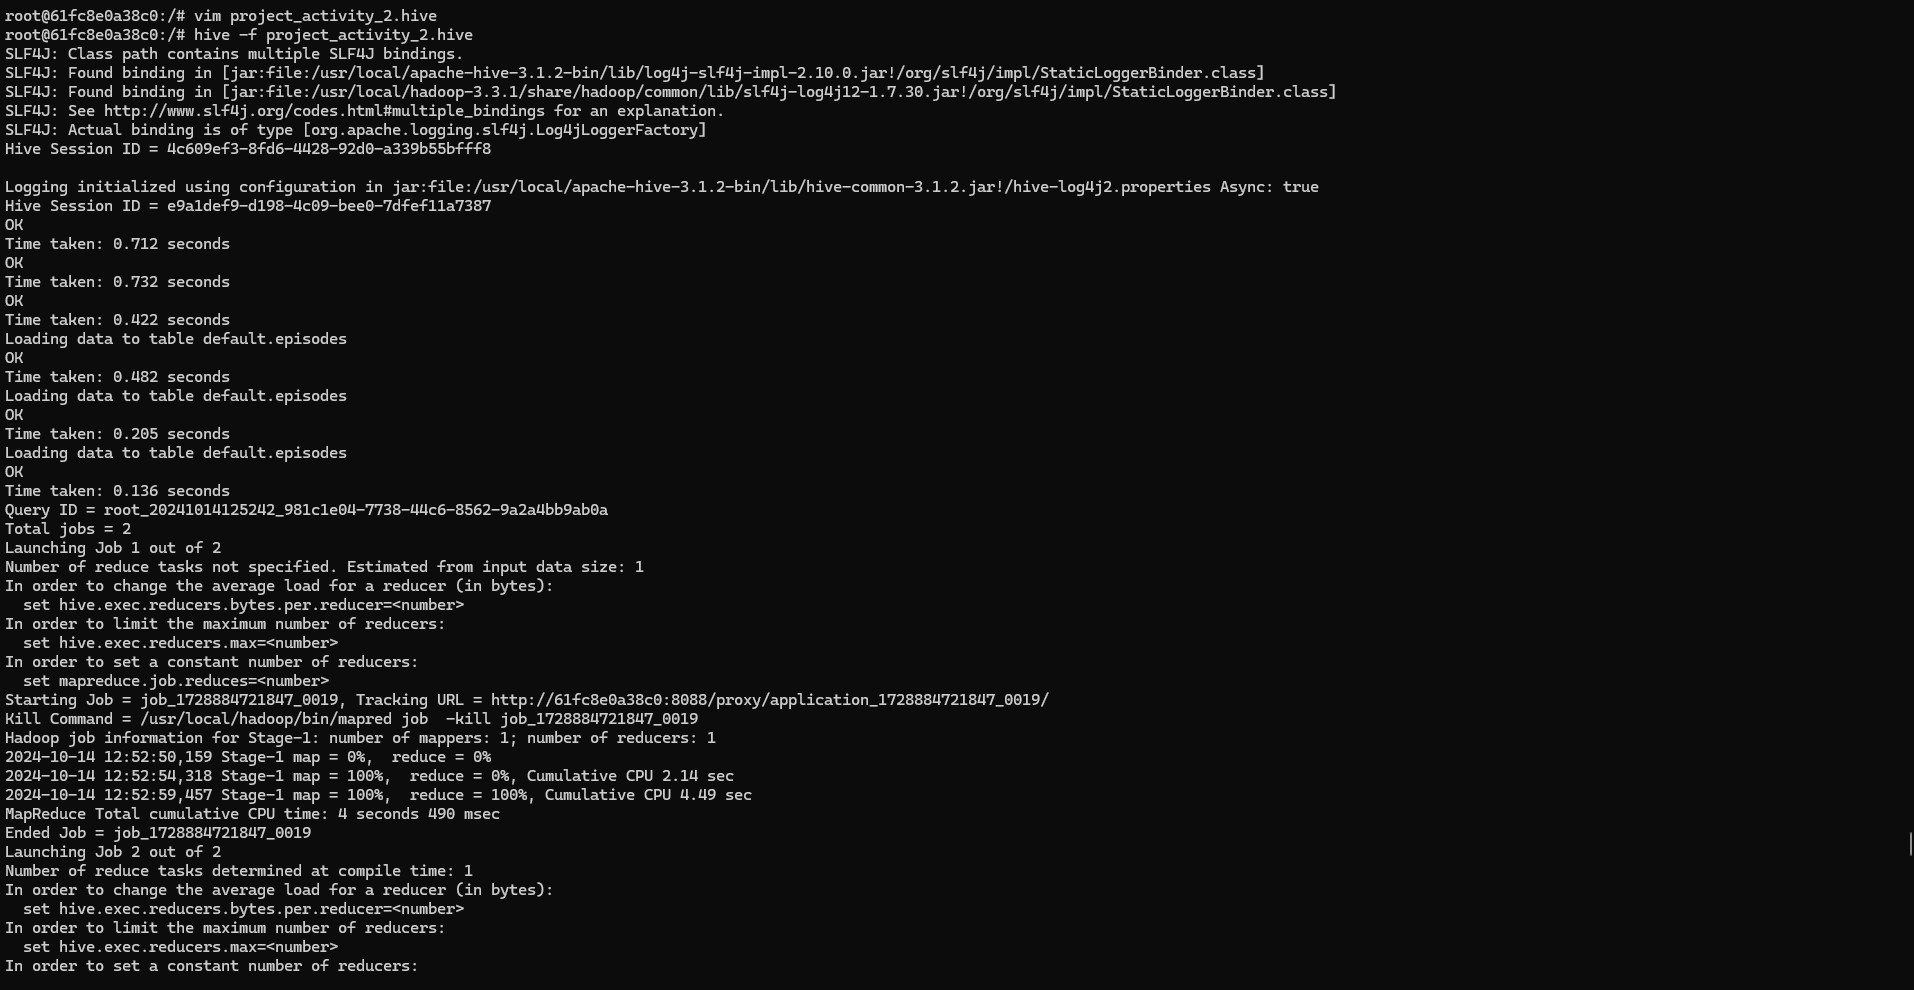 root@61fc8e0a38c0:/# vim project_activity_2.hive
root@61fc8e0a38c0:/# hive -f project_activity_2.hive
SLF4J: Class path contains multiple SLF4J bindings.
SLF4J: Found binding in [jar:file:/usr/local/apache-hive-3.1.2-bin/lib/log4j-slf4j-impl-2.10.0.jar!/org/slf4j/impl/StaticLoggerBinder.class]
SLF4J: Found binding in [jar:file:/usr/local/hadoop-3.3.1/share/hadoop/common/lib/slf4j-log4j12-1.7.30.jar!/org/slf4j/impl/StaticLoggerBinder.class]
SLF4J: See http://www.slf4j.org/codes.html#multiple_bindings for an explanation.
SLF4J: Actual binding is of type [org.apache.logging.slf4j.Log4jLoggerFactory]
Hive Session ID = 4c609ef3-8fd6-4428-92d0-a339b55bfff8

Logging initialized using configuration in jar:file:/usr/local/apache-hive-3.1.2-bin/lib/hive-common-3.1.2.jar!/hive-log4j2.properties Async: true
Hive Session ID = e9a1def9-d198-4c09-bee0-7dfef11a7387
OK
Time taken: 0.712 seconds
OK
Time taken: 0.732 seconds
OK
Time taken: 0.422 seconds
Loading data to table default.episodes
OK
Time taken: 0.482 seconds
Loading data to table default.episodes
OK
Time taken: 0.205 seconds
Loading data to table default.episodes
OK
Time taken: 0.136 seconds
Query ID = root_20241014125242_981c1e04-7738-44c6-8562-9a2a4bb9ab0a
Total jobs = 2
Launching Job 1 out of 2
Number of reduce tasks not specified. Estimated from input data size: 1
In order to change the average load for a reducer (in bytes):
  set hive.exec.reducers.bytes.per.reducer=<number>
In order to limit the maximum number of reducers:
  set hive.exec.reducers.max=<number>
In order to set a constant number of reducers:
  set mapreduce.job.reduces=<number>
Starting Job = job_1728884721847_0019, Tracking URL = http://61fc8e0a38c0:8088/proxy/application_1728884721847_0019/
Kill Command = /usr/local/hadoop/bin/mapred job  -kill job_1728884721847_0019
Hadoop job information for Stage-1: number of mappers: 1; number of reducers: 1
2024-10-14 12:52:50,159 Stage-1 map = 0%,  reduce = 0%
2024-10-14 12:52:54,318 Stage-1 map = 100%,  reduce = 0%, Cumulative CPU 2.14 sec
2024-10-14 12:52:59,457 Stage-1 map = 100%,  reduce = 100%, Cumulative CPU 4.49 sec
MapReduce Total cumulative CPU time: 4 seconds 490 msec
Ended Job = job_1728884721847_0019
Launching Job 2 out of 2
Number of reduce tasks determined at compile time: 1
In order to change the average load for a reducer (in bytes):
  set hive.exec.reducers.bytes.per.reducer=<number>
In order to limit the maximum number of reducers:
  set hive.exec.reducers.max=<number>
In order to set a constant number of reducers: